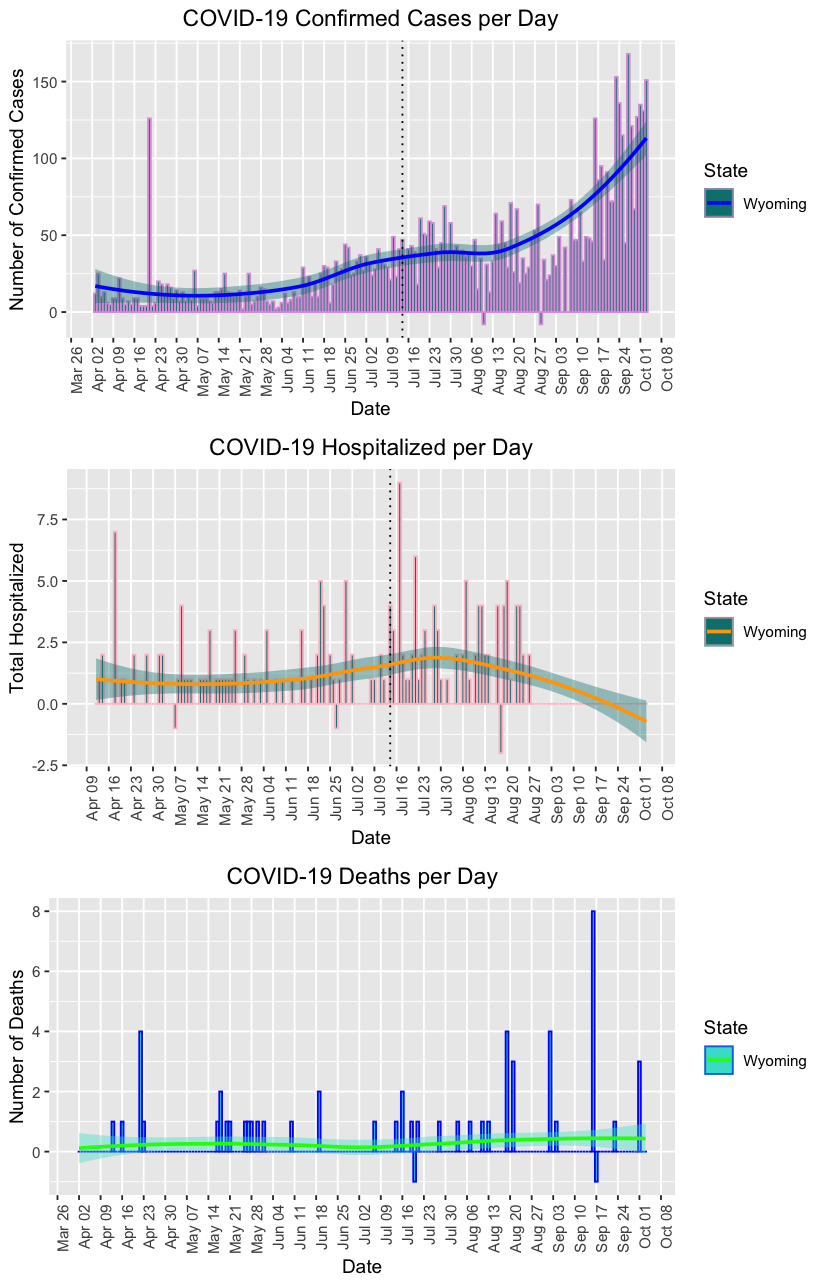 COVID-19 Confirmed Cases per Day
Number of Confirmed Cases
150
100
50
0
Mar 26
Apr 02
Apr 09
Apr 16
Apr 23
Apr 30
May 07
May 14
May 21
May 28
Jun 04
Jun 11
Jun 18
Jun 25
Jul 02
Jul 09
Jul 16
Jul 23
Jul 30
Aug 06
Aug 13
Aug 20
Aug 27
Sep 03
Sep 10
Sep 17
Sep 24
Oct 01
Oct 08
Date
State
Wyoming
COVID-19 Hospitalized per Day
Total Hospitalized
7.5
5.0
2.5
0.0
-2.5
Apr 09
Apr 16
Apr 23
Apr 30
May 07
May 14
May 21
May 28
Jun 04
Jun 11
Jun 18
Jun 25
Jul 02
Jul 09
Jul 16
Jul 23
Jul 30
Aug 06
Aug 13
Aug 20
Aug 27
Sep 03
Sep 10
Sep 17
Sep 24
Oct 01
Oct 08
Date
State
Wyoming
COVID-19 Deaths per Day
Number of Deaths
8
6
4
2
0
Mar 26
Apr 02
Apr 09
Apr 16
Apr 23
Apr 30
May 07
May 14
May 21
May 28
Jun 04
Jun 11
Jun 18
Jun 25
Jul 02
Jul 09
Jul 16
Jul 23
Jul 30
Aug 06
Aug 13
Aug 20
Aug 27
Sep 03
Sep 10
Sep 17
Sep 24
Oct 01
Oct 08
Date
State
Wyoming